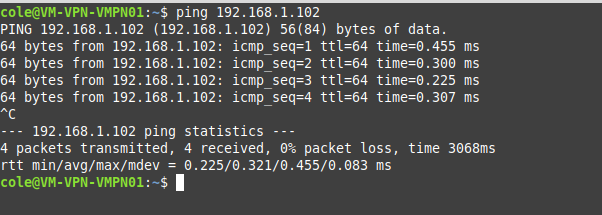 cole@VM-VPN-VMPN01:~$ ping 192.168.1.102
PING 192.168.1.102 (192.168.1.102) 56(84) bytes of data.
64 bytes from 192.168.1.102: icmp_seq=1 ttl=64 time=0.455 ms
64 bytes from 192.168.1.102: icmp_seq=2 ttl=64 time=0.300 ms
64 bytes from 192.168.1.102: icmp_seq=3 ttl=64 time=0.225 ms
64 bytes from 192.168.1.102: icmp_seq=4 ttl=64 time=0.307 ms
^C
--- 192.168.1.102 ping statistics ---
4 packets transmitted, 4 received, 0% packet loss, time 3068ms
rtt min/avg/max/mdev = 0.225/0.321/0.455/0.083 ms
cole@VM-VPN-VMPN01:~$